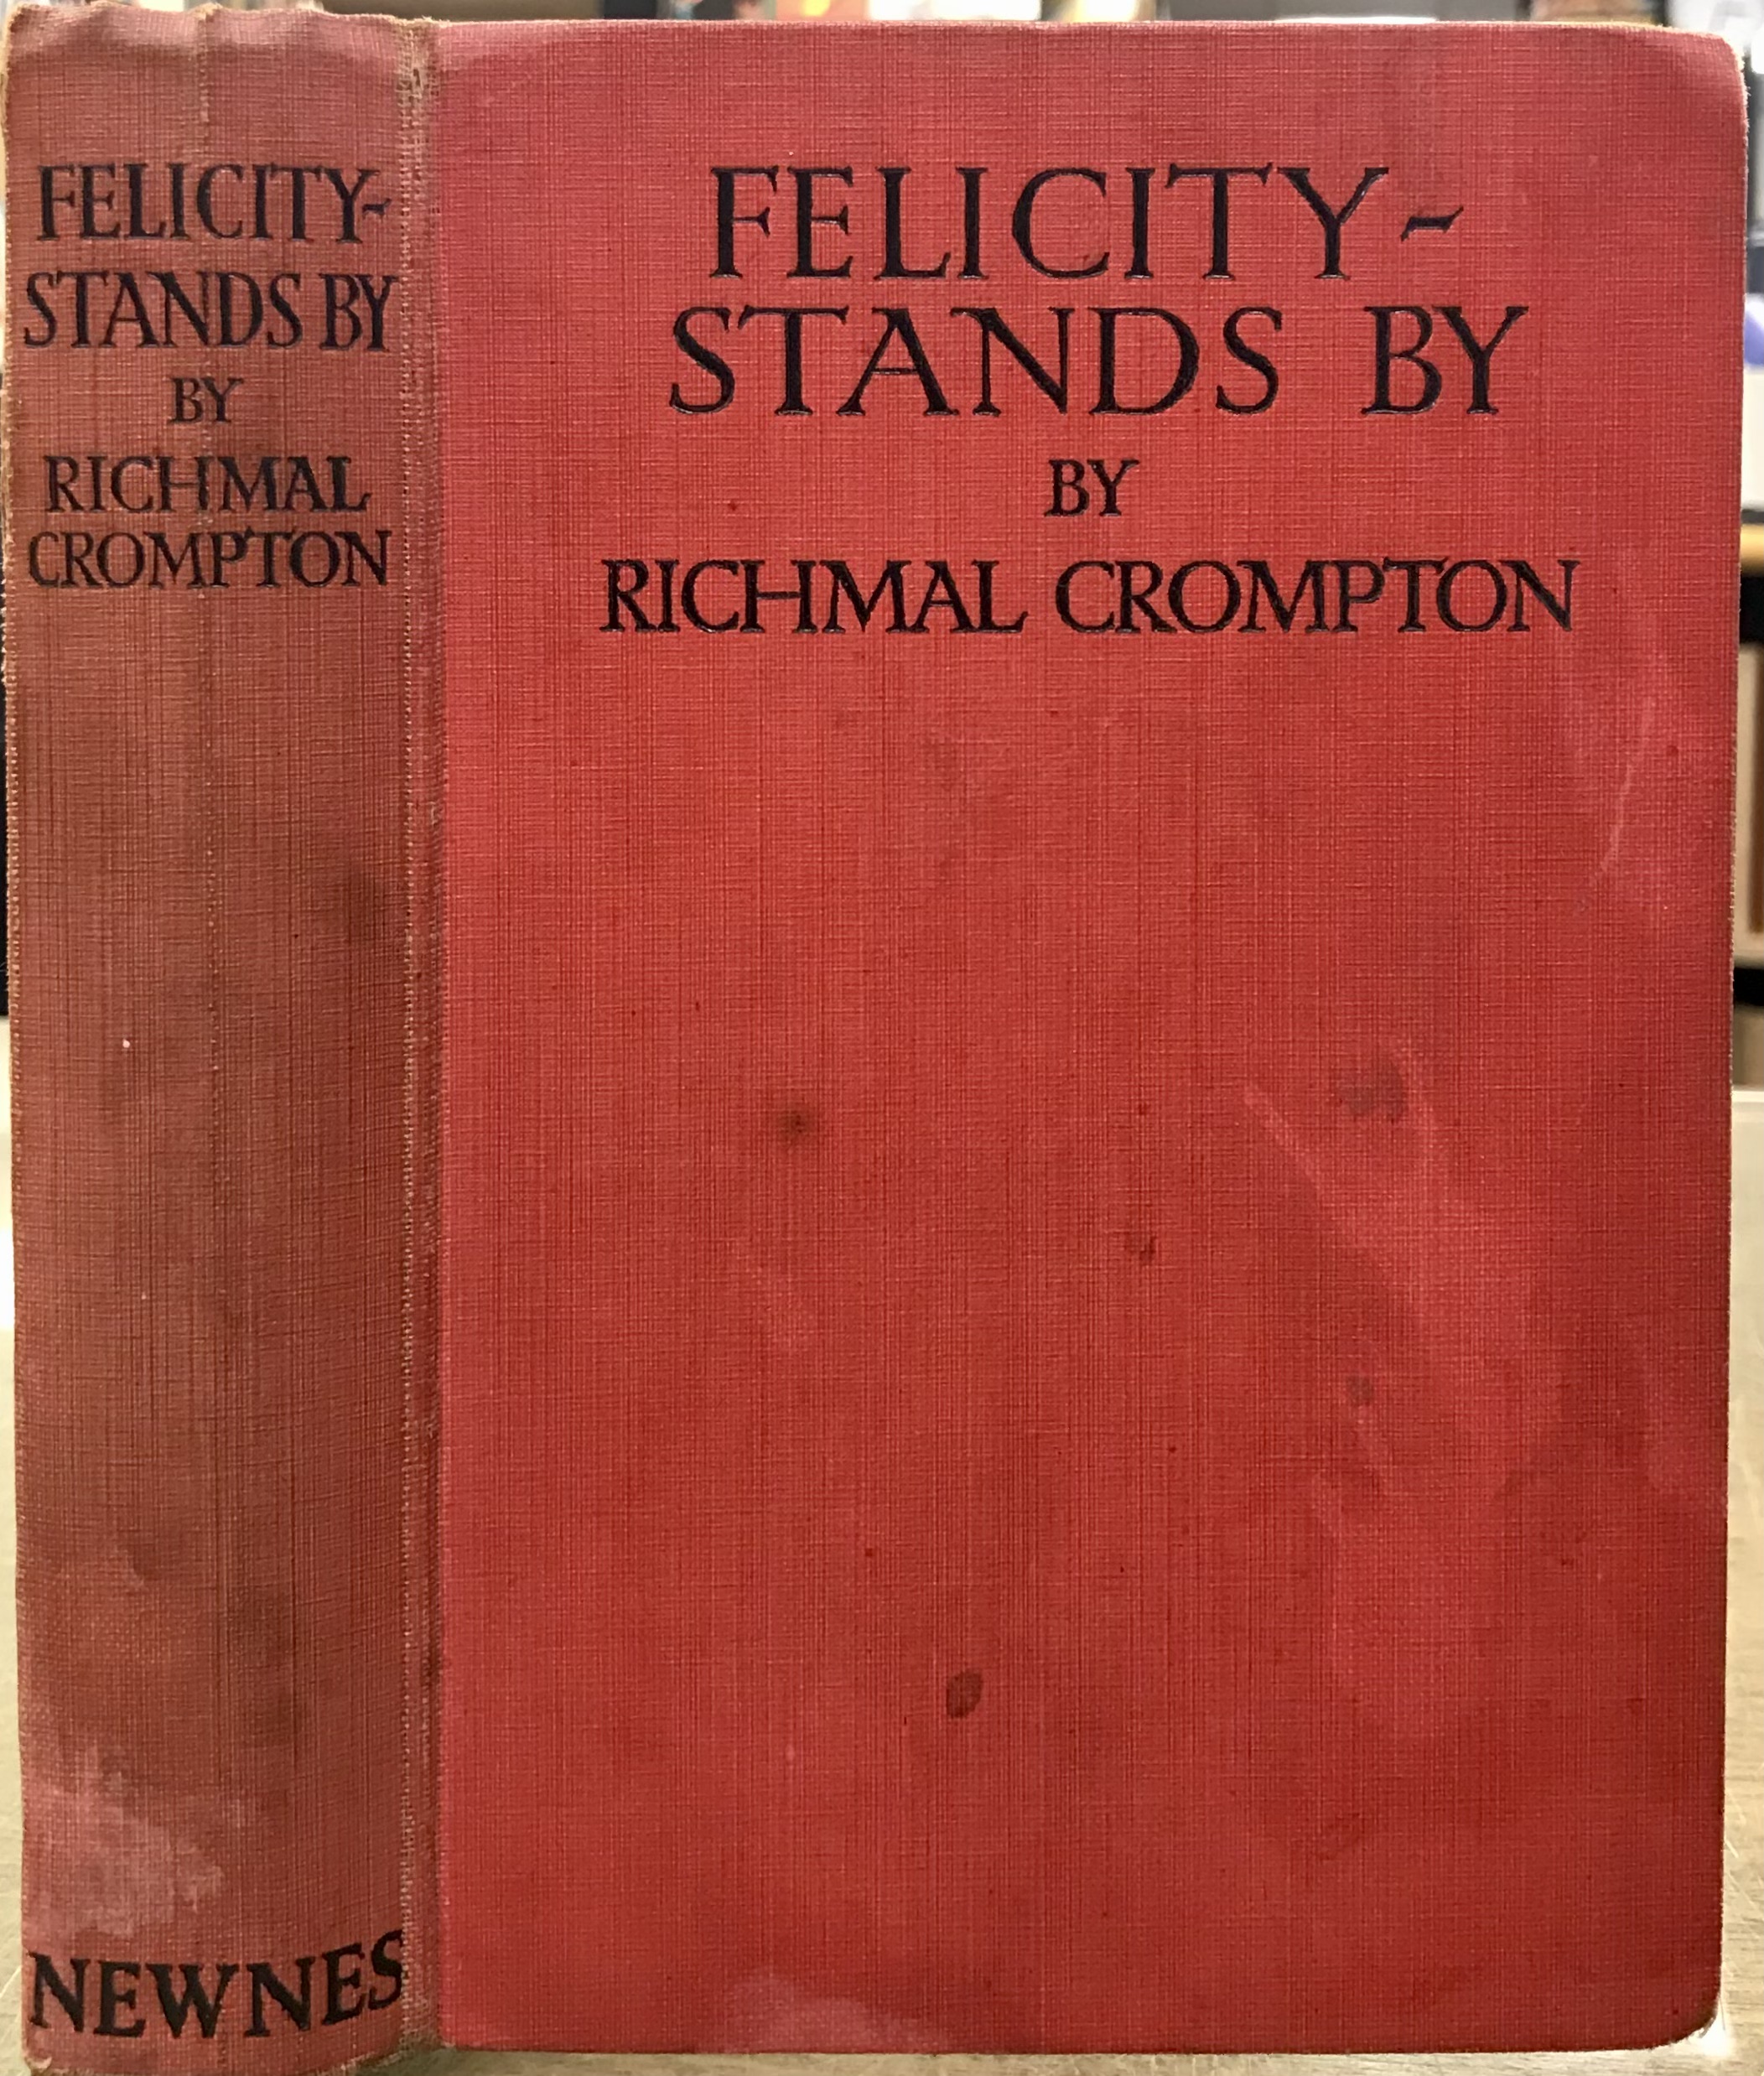 FELICITY-
STANDS BY
BY
RICHMAL
CROMPTON
NEWNES
FELICITY-
STANDS BY
BY
RICHMAL CROMPTON